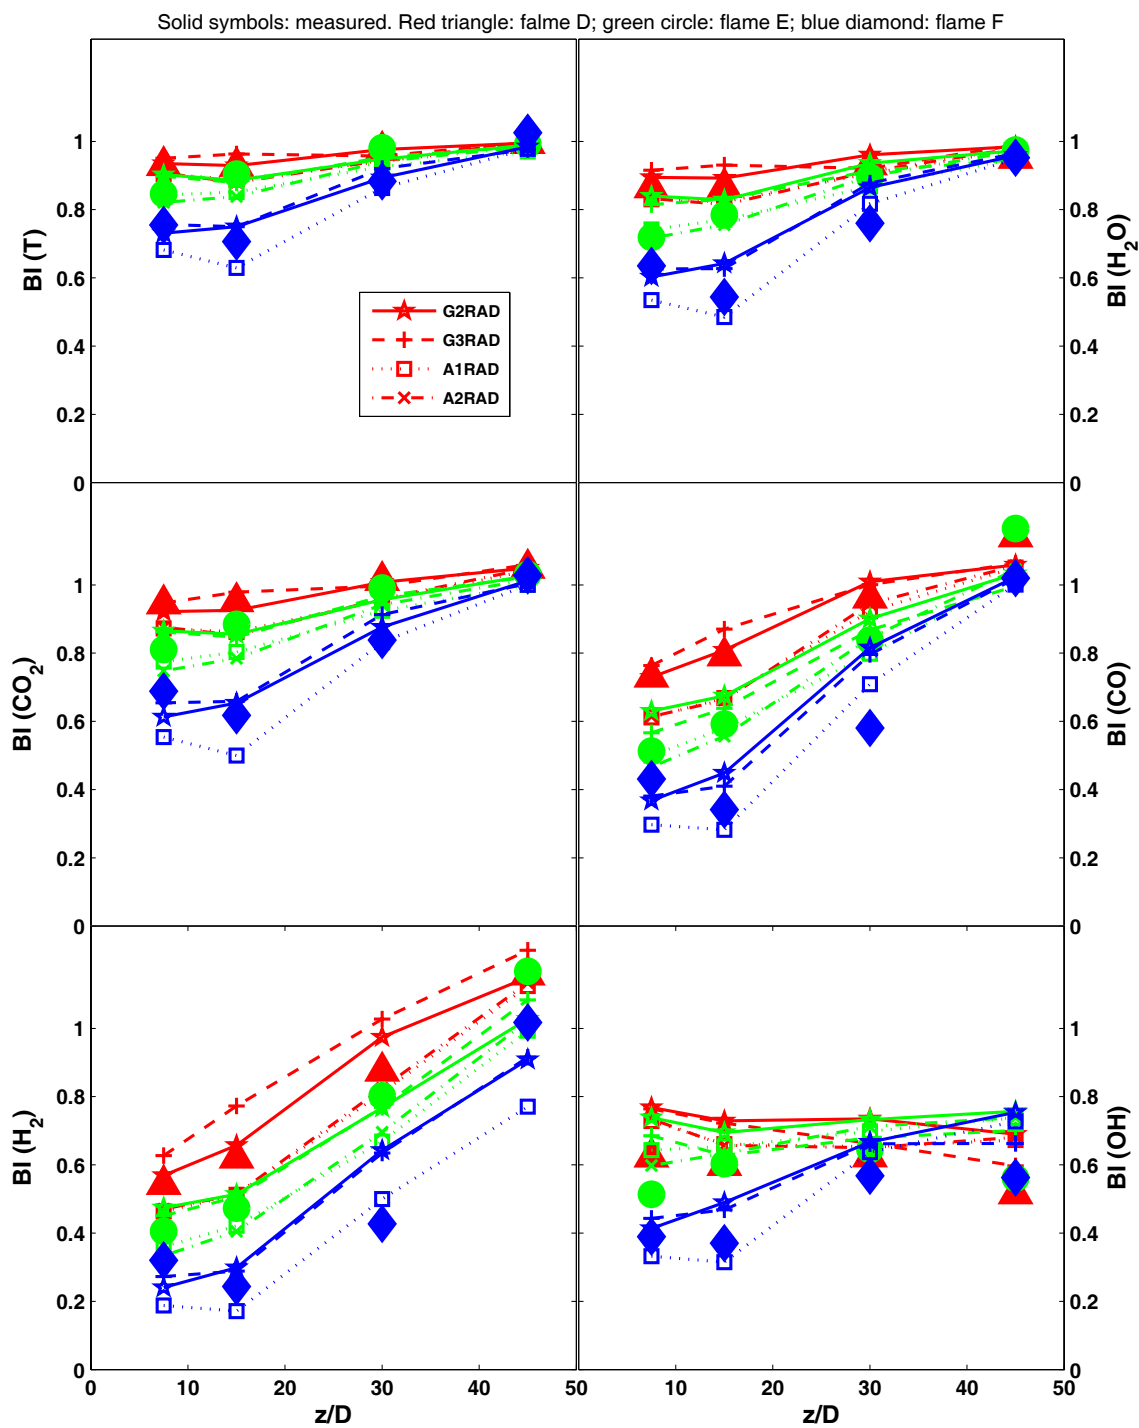 Solid symbols: measured. Red triangle: falme D; green circle: flame E; blue diamond: flame F
1
0.8
0.6
0.4
0.2
0
BI (T)
G2RAD
G3RAD
A1RAD
A2RAD
1
0.8
0.6
0.4
0.2
0
BI (H₂O)
1
0.8
0.6
0.4
0.2
0
BI (CO₂)
1
0.8
0.6
0.4
0.2
0
BI (CO)
1
0.8
0.6
0.4
0.2
0
BI (H₂)
0 10 20 30 40 50
z/D
1
0.8
0.6
0.4
0.2
0
BI (OH)
10 20 30 40 50
z/D